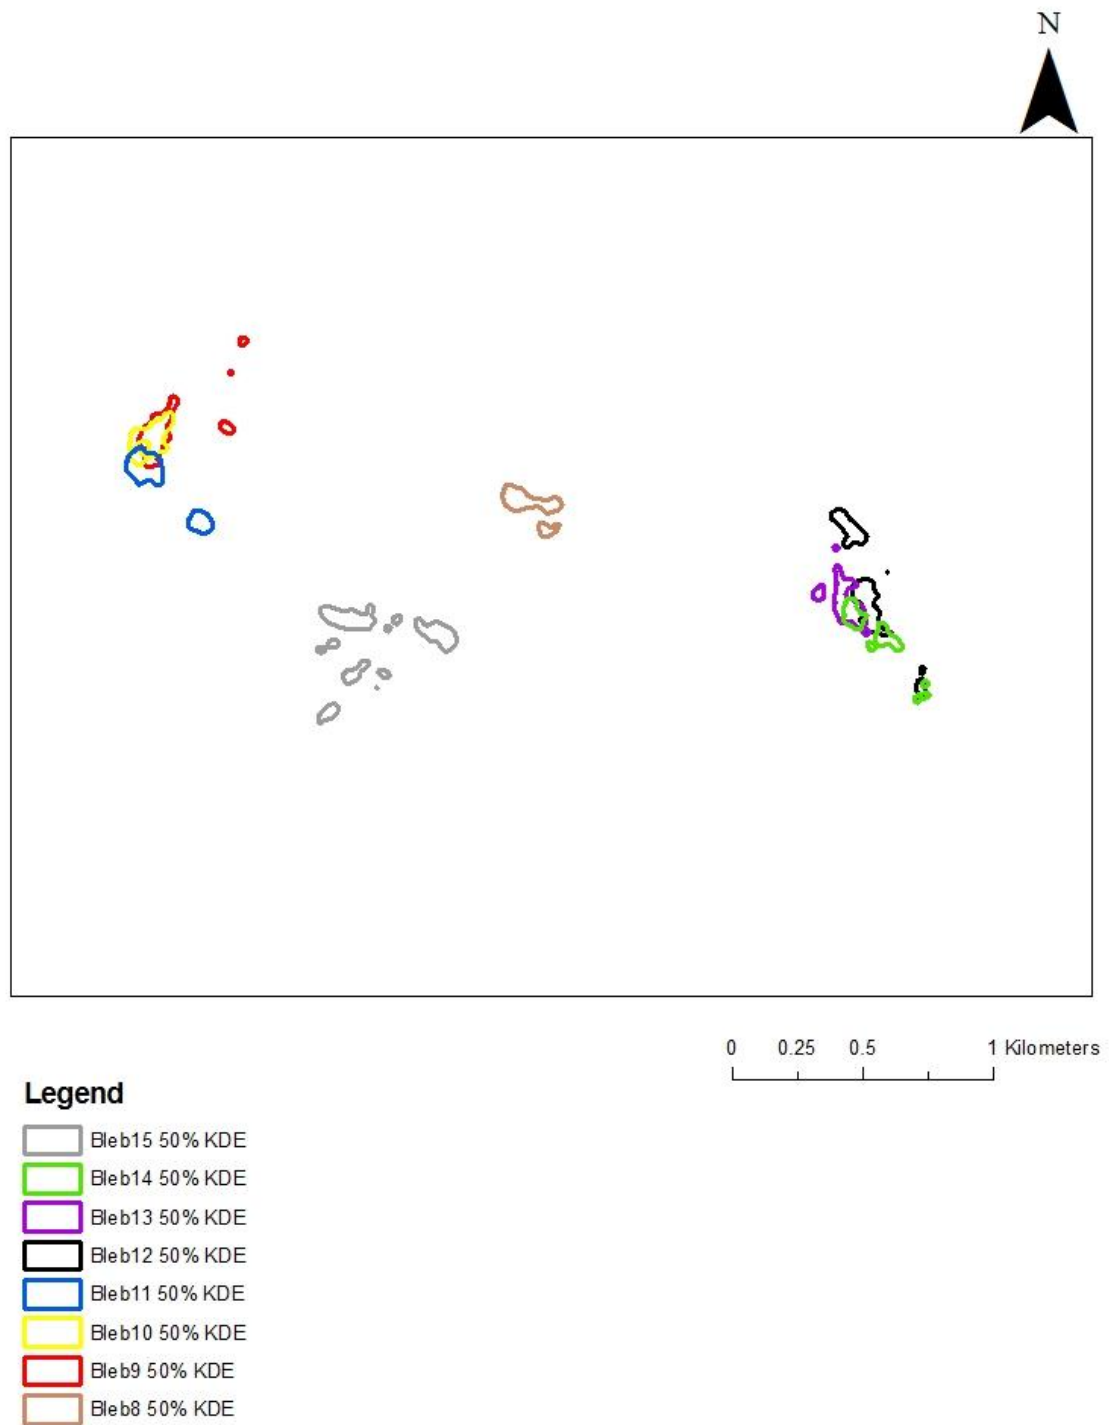 N
0 0.25 0.5 1 Kilometers
Legend
Bleb15 50% KDE
Bleb14 50% KDE
Bleb13 50% KDE
Bleb12 50% KDE
Bleb11 50% KDE
Bleb10 50% KDE
Bleb9 50% KDE
Bleb8 50% KDE